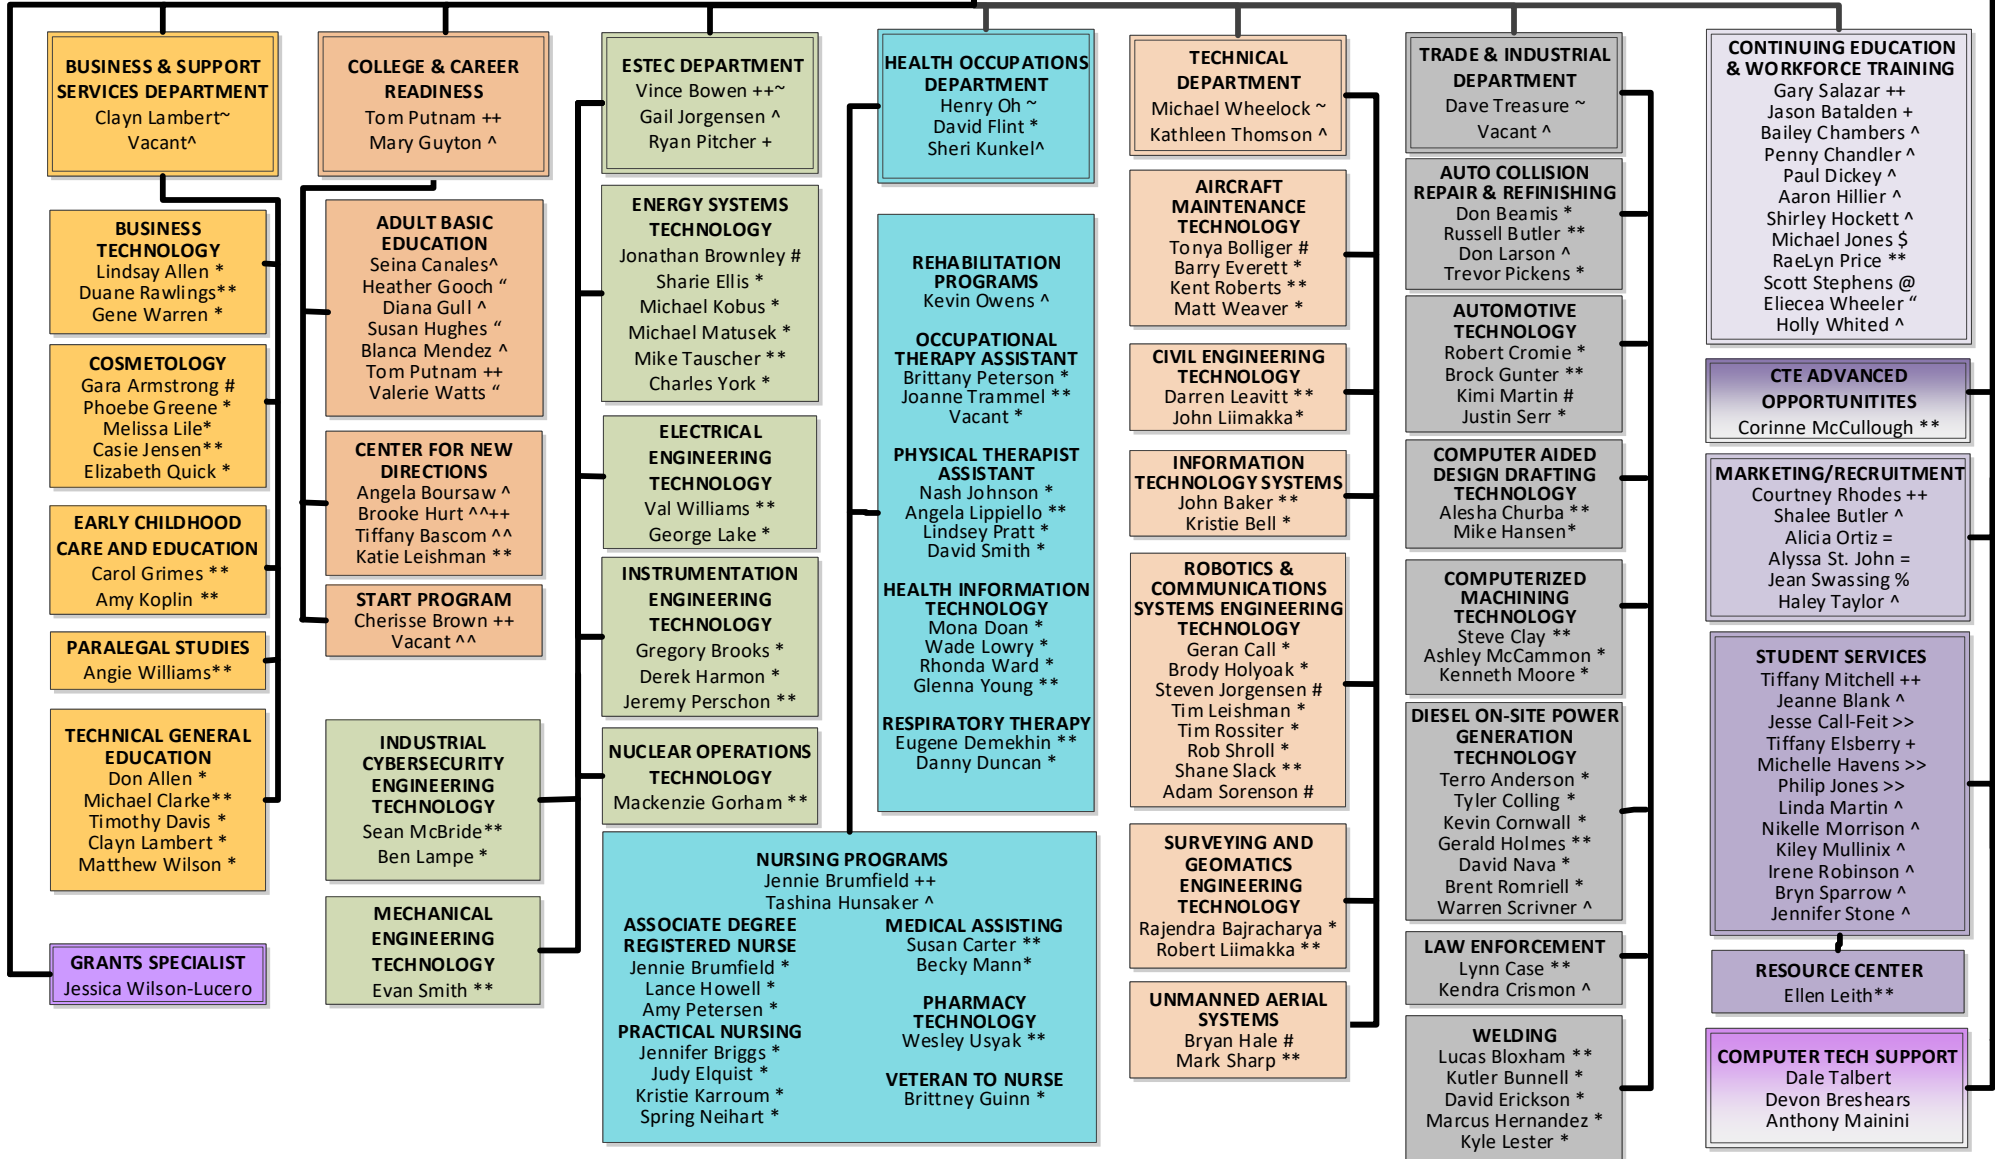 BUSINESS & SUPPORT
SERVICES DEPARTMENT
Clayn Lambert~
Vacant^
BUSINESS
TECHNOLOGY
Lindsay Allen *
Duane Rawlings**
Gene Warren *
COSMETOLOGY
Gara Armstrong #
Phoebe Greene *
Melissa Lile*
Casie Jensen**
Elizabeth Quick *
EARLY CHILDHOOD
CARE AND EDUCATION
Carol Grimes **
Amy Koplin **
PARALEGAL STUDIES
Angie Williams**
TECHNICAL GENERAL
EDUCATION
Don Allen *
Michael Clarke**
Timothy Davis *
Clayn Lambert *
Matthew Wilson *
GRANTS SPECIALIST
Jessica Wilson-Lucero
COLLEGE & CAREER
READINESS
Tom Putnam ++
Mary Guyton ^
ADULT BASIC
EDUCATION
Seina Canales^
Heather Gooch “
Diana Gull ^
Susan Hughes “
Blanca Mendez ^
Tom Putnam ++
Valerie Watts “
CENTER FOR NEW
DIRECTIONS
Angela Boursaw ^
Brooke Hurt ^^++
Tiffany Bascom ^^
Katie Leishman **
START PROGRAM
Cherisse Brown ++
Vacant ^^
ESTEC DEPARTMENT
Vince Bowen ++~
Gail Jorgensen ^
Ryan Pitcher +
ENERGY SYSTEMS
TECHNOLOGY
Jonathan Brownley #
Sharie Ellis *
Michael Kobus *
Michael Matusek *
Mike Tauscher **
Charles York *
ELECTRICAL
ENGINEERING
TECHNOLOGY
Val Williams **
George Lake *
INSTRUMENTATION
ENGINEERING
TECHNOLOGY
Gregory Brooks *
Derek Harmon *
Jeremy Perschon **
NUCLEAR OPERATIONS
TECHNOLOGY
Mackenzie Gorham **
INDUSTRIAL
CYBERSECURITY
ENGINEERING
TECHNOLOGY
Sean McBride**
Ben Lampe *
MECHANICAL
ENGINEERING
TECHNOLOGY
Evan Smith **
HEALTH OCCUPATIONS
DEPARTMENT
Henry Oh ~
David Flint *
Sheri Kunkel^
REHABILITATION
PROGRAMS
Kevin Owens ^
OCCUPATIONAL
THERAPY ASSISTANT
Brittany Peterson *
Joanne Trammel **
Vacant *
PHYSICAL THERAPIST
ASSISTANT
Nash Johnson *
Angela Lippiello **
Lindsey Pratt *
David Smith *
HEALTH INFORMATION
TECHNOLOGY
Mona Doan *
Wade Lowry *
Rhonda Ward *
Glenna Young **
RESPIRATORY THERAPY
Eugene Demekhin **
Danny Duncan *
NURSING PROGRAMS
Jennie Brumfield ++
Tashina Hunsaker ^
ASSOCIATE DEGREE
REGISTERED NURSE
Jennie Brumfield *
Lance Howell *
Amy Petersen *
PRACTICAL NURSING
Jennifer Briggs *
Judy Elquist *
Kristie Karroum *
Spring Neihart *
MEDICAL ASSISTING
Susan Carter **
Becky Mann*
PHARMACY
TECHNOLOGY
Wesley Usyak **
VETERAN TO NURSE
Brittney Guinn *
TECHNICAL
DEPARTMENT
Michael Wheelock ~
Kathleen Thomson ^
AIRCRAFT
MAINTENANCE
TECHNOLOGY
Tonya Bolliger #
Barry Everett *
Kent Roberts **
Matt Weaver *
CIVIL ENGINEERING
TECHNOLOGY
Darren Leavitt **
John Liimakka*
INFORMATION
TECHNOLOGY SYSTEMS
John Baker **
Kristie Bell *
ROBOTICS &
COMMUNICATIONS
SYSTEMS ENGINEERING
TECHNOLOGY
Geran Call *
Brody Holyoak *
Steven Jorgensen #
Tim Leishman *
Tim Rossiter *
Rob Shroll *
Shane Slack **
Adam Sorenson #
SURVEYING AND
GEOMATICS
ENGINEERING
TECHNOLOGY
Rajendra Bajracharya *
Robert Liimakka **
UNMANNED AERIAL
SYSTEMS
Bryan Hale #
Mark Sharp **
TRADE & INDUSTRIAL
DEPARTMENT
Dave Treasure ~
Vacant ^
AUTO COLLISION
REPAIR & REFINISHING
Don Beamis *
Russell Butler **
Don Larson ^
Trevor Pickens *
AUTOMOTIVE
TECHNOLOGY
Robert Cromie *
Brock Gunter **
Kimi Martin #
Justin Serr *
COMPUTER AIDED
DESIGN DRAFTING
TECHNOLOGY
Alesha Churba **
Mike Hansen*
COMPUTERIZED
MACHINING
TECHNOLOGY
Steve Clay **
Ashley McCammon *
Kenneth Moore *
DIESEL ON-SITE POWER
GENERATION
TECHNOLOGY
Terro Anderson *
Tyler Colling *
Kevin Cornwall *
Gerald Holmes **
David Nava *
Brent Romriell *
Warren Scrivner ^
LAW ENFORCEMENT
Lynn Case **
Kendra Crismon ^
WELDING
Lucas Bloxham **
Kutler Bunnell *
David Erickson *
Marcus Hernandez *
Kyle Lester *
CONTINUING EDUCATION
& WORKFORCE TRAINING
Gary Salazar ++
Jason Batalden +
Bailey Chambers ^
Penny Chandler ^
Paul Dickey ^
Aaron Hillier ^
Shirley Hockett ^
Michael Jones $
RaeLyn Price **
Scott Stephens @
Eliecea Wheeler “
Holly Whited ^
CTE ADVANCED
OPPORTUNITITES
Corinne McCullough **
MARKETING/RECRUITMENT
Courtney Rhodes ++
Shalee Butler ^
Alicia Ortiz =
Alyssa St. John =
Jean Swassing %
Haley Taylor ^
STUDENT SERVICES
Tiffany Mitchell ++
Jeanne Blank ^
Jesse Call-Feit >>
Tiffany Elsberry +
Michelle Havens >>
Philip Jones >>
Linda Martin ^
Nikelle Morrison ^
Kiley Mullinix ^
Irene Robinson ^
Bryn Sparrow ^
Jennifer Stone ^
RESOURCE CENTER
Ellen Leith**
COMPUTER TECH SUPPORT
Dale Talbert
Devon Breshears
Anthony Mainini